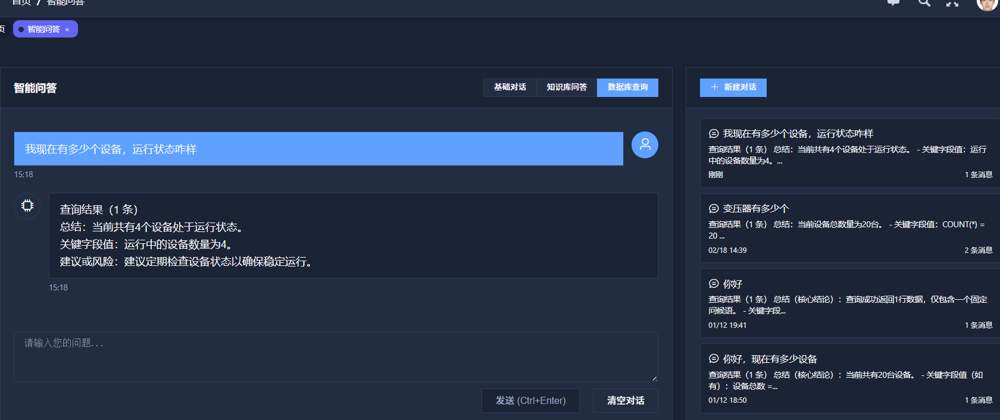 首页 / 智能问答
页
智能问答 ×
智能问答
基础对话
知识库问答
数据库查询
我现在有多少个设备，运行状态咋样
15:18
查询结果（1 条）
总结：当前共有4个设备处于运行状态。
关键字段值：运行中的设备数量为4。
建议或风险：建议定期检查设备状态以确保稳定运行。
15:18
请输入您的问题...
发送 (Ctrl+Enter)
清空对话
新建对话
我现在有多少个设备，运行状态咋样
查询结果（1 条） 总结：当前共有4个设备处于运行状态。 - 关键字段值：运行
中的设备数量为4。...
刚刚
1 条消息
变压器有多少个
查询结果（1 条） 总结：当前设备总数量为20台。 - 关键字段值：COUNT(*) =
20 ...
02/18 14:39
2 条消息
你好
查询结果（1 条） 总结（核心结论）：查询成功返回1行数据，仅包含一个固定
问候语。 - 关键字段...
01/12 19:41
1 条消息
你好，现在有多少设备
查询结果（1 条） 总结（核心结论）：当前共有20台设备。 - 关键字段值（如
有）：设备总数 =...
01/12 18:50
1 条消息